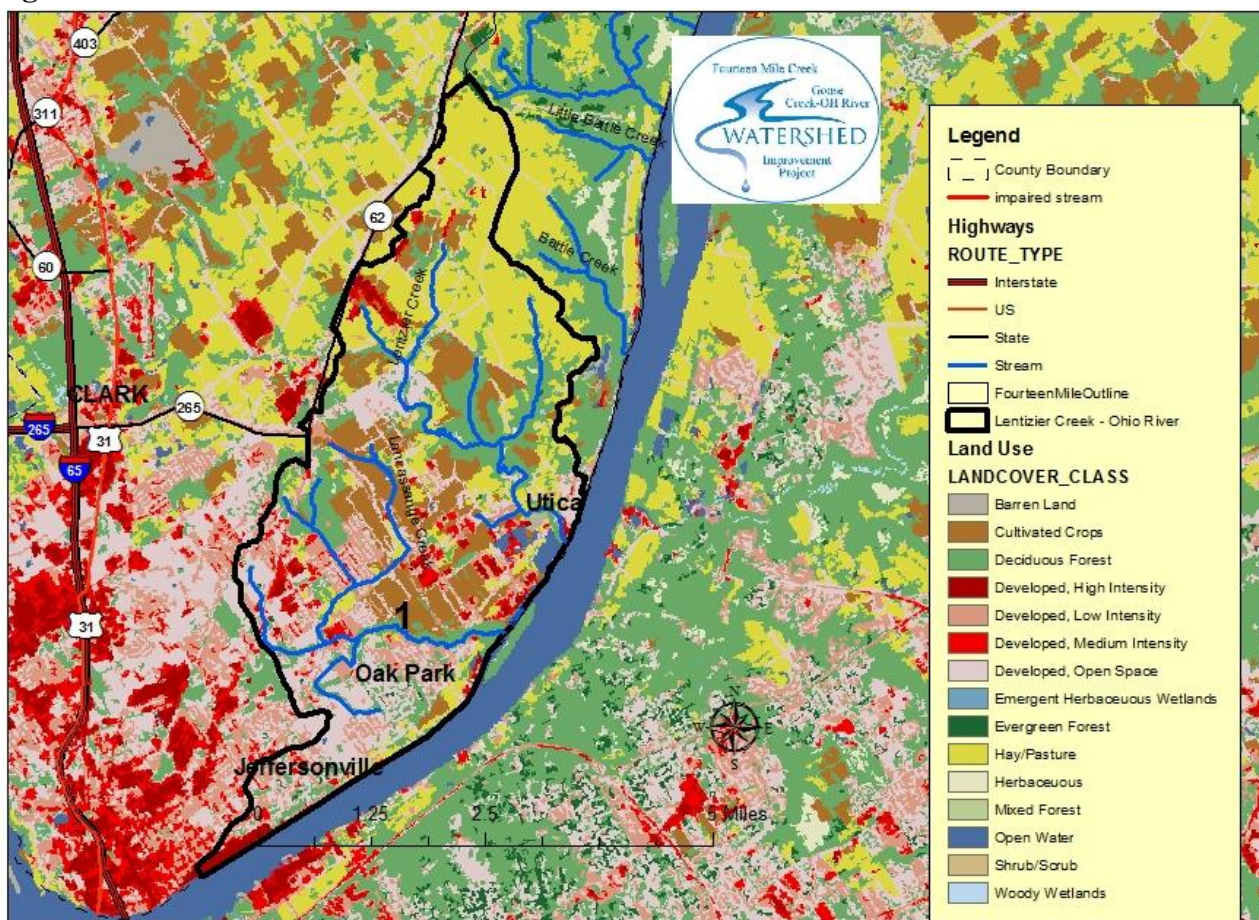 403
311
62
60
CLARK
265
265
31
65
31
Little Battle Creek
Battle Creek
Lentizier Creek
Lancassange Creek
Utica
1
Oak Park
Jeffersonville
0 1.25 2.5 5 Miles
N
W E
S
Fourteen Mile Creek
Goose
Creek-OH River
WATERSHED
Improvement
Project
Legend
County Boundary
impaired stream
Highways
ROUTE_TYPE
Interstate
US
State
Stream
FourteenMileOutline
Lentizier Creek - Ohio River
Land Use
LANDCOVER_CLASS
Barren Land
Cultivated Crops
Deciduous Forest
Developed, High Intensity
Developed, Low Intensity
Developed, Medium Intensity
Developed, Open Space
Emergent Herbaceuous Wetlands
Evergreen Forest
Hay/Pasture
Herbaceuous
Mixed Forest
Open Water
Shrub/Scrub
Woody Wetlands